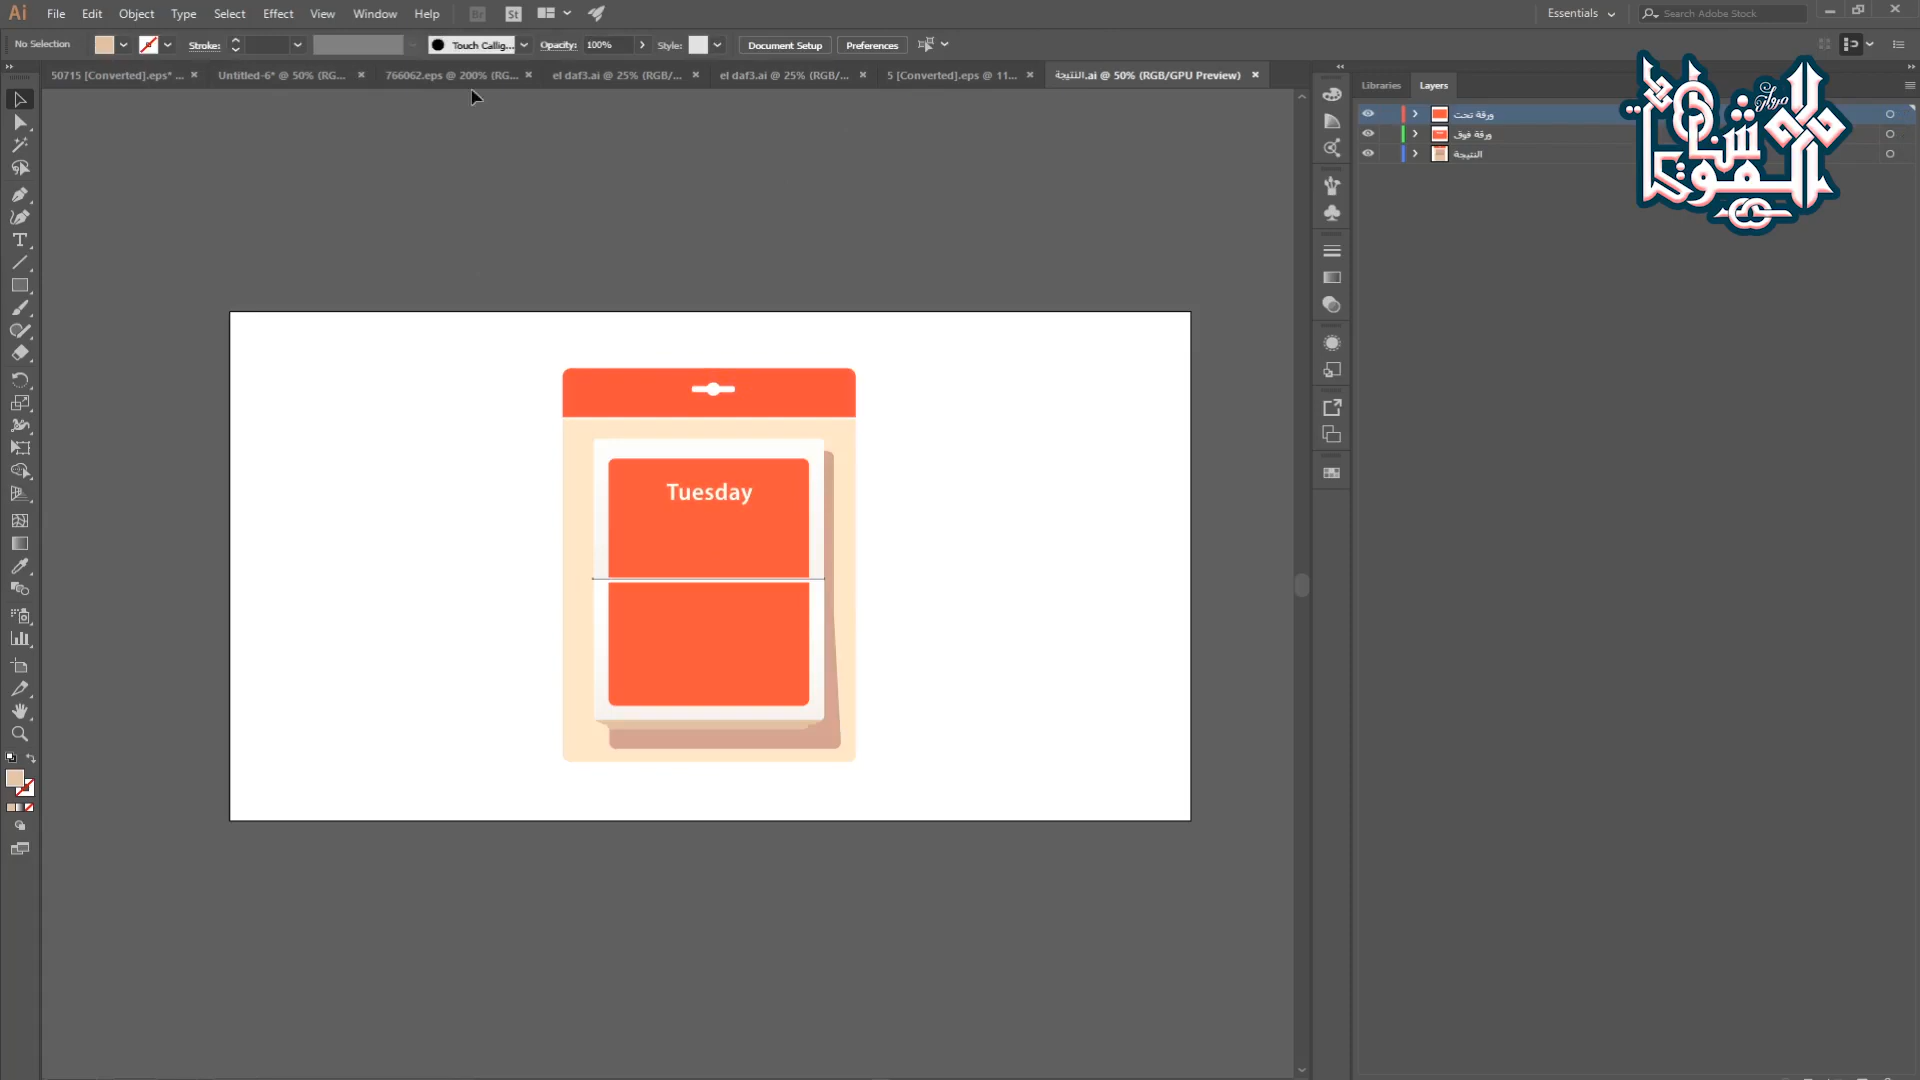 Ai File Edit Object Type Select Effect View Window Help Br St Essentials Search Adobe Stock
No Selection Stroke: Touch Callig... Opacity: 100% Style: Document Setup Preferences
50715 [Converted].eps* ... Untitled-6* @ 50% (RG... 766062.eps @ 200% (RG... el daf3.ai @ 25% (RGB/... el daf3.ai @ 25% (RGB/... 5 [Converted].eps @ 11... النتيجة.ai @ 50% (RGB/GPU Preview)
Libraries Layers
ورقة تحت
ورقة فوق
النتيجة
Tuesday